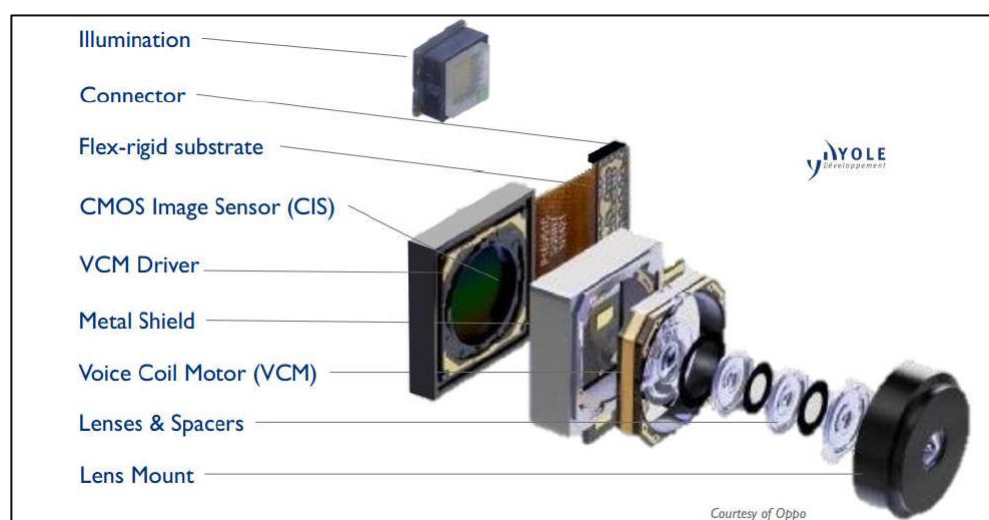 Illumination
Connector
Flex-rigid substrate
CMOS Image Sensor (CIS)
VCM Driver
Metal Shield
Voice Coil Motor (VCM)
Lenses & Spacers
Lens Mount
YOLE
Développement
Courtesy of Oppo